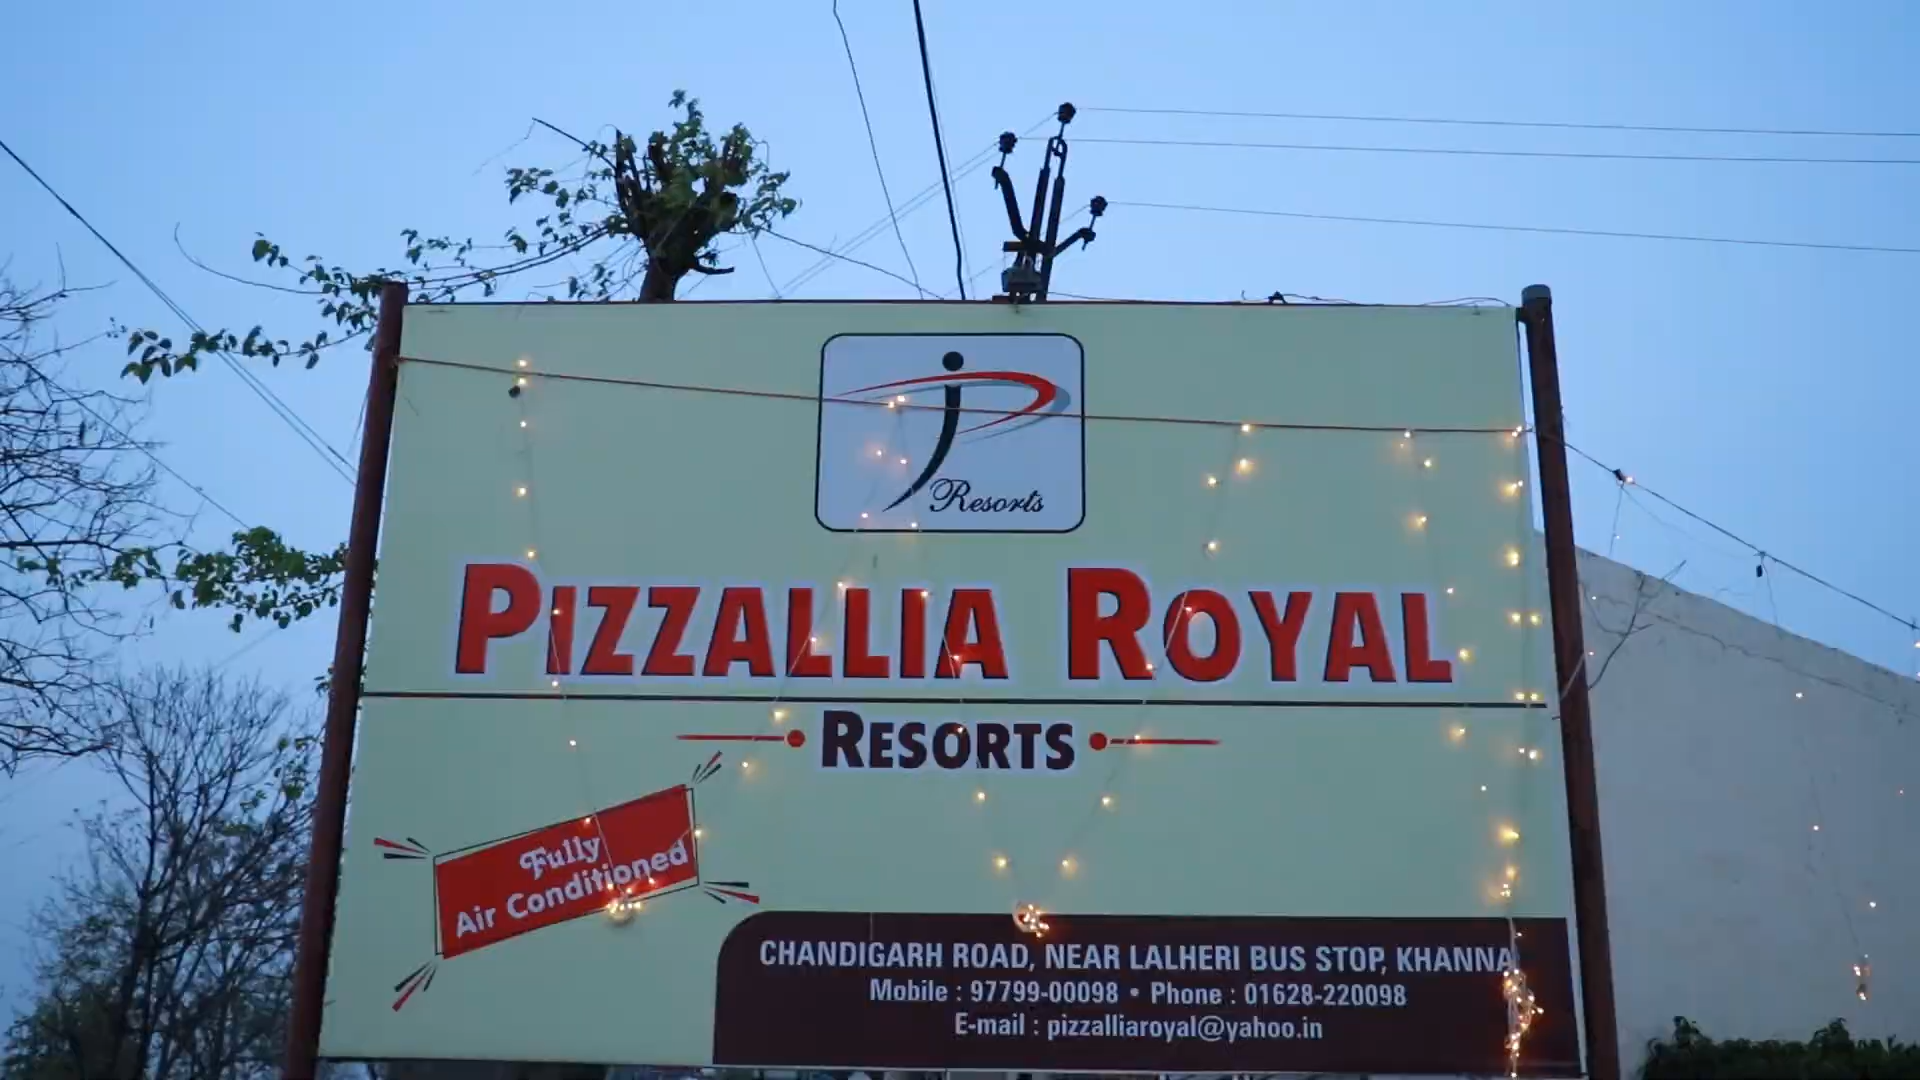 Resorts
PIZZALLIA ROYAL
RESORTS
Fully
Air Conditioned
CHANDIGARH ROAD, NEAR LALHERI BUS STOP, KHANNA
Mobile : 97799-00098 • Phone : 01628-220098
E-mail : pizzalliaroyal@yahoo.in